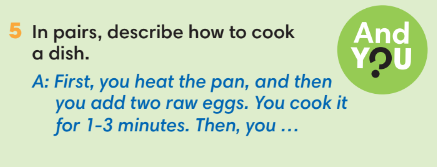 5 In pairs, describe how to cook
a dish.
And
YOU
?
A: First, you heat the pan, and then
you add two raw eggs. You cook it
for 1-3 minutes. Then, you ...